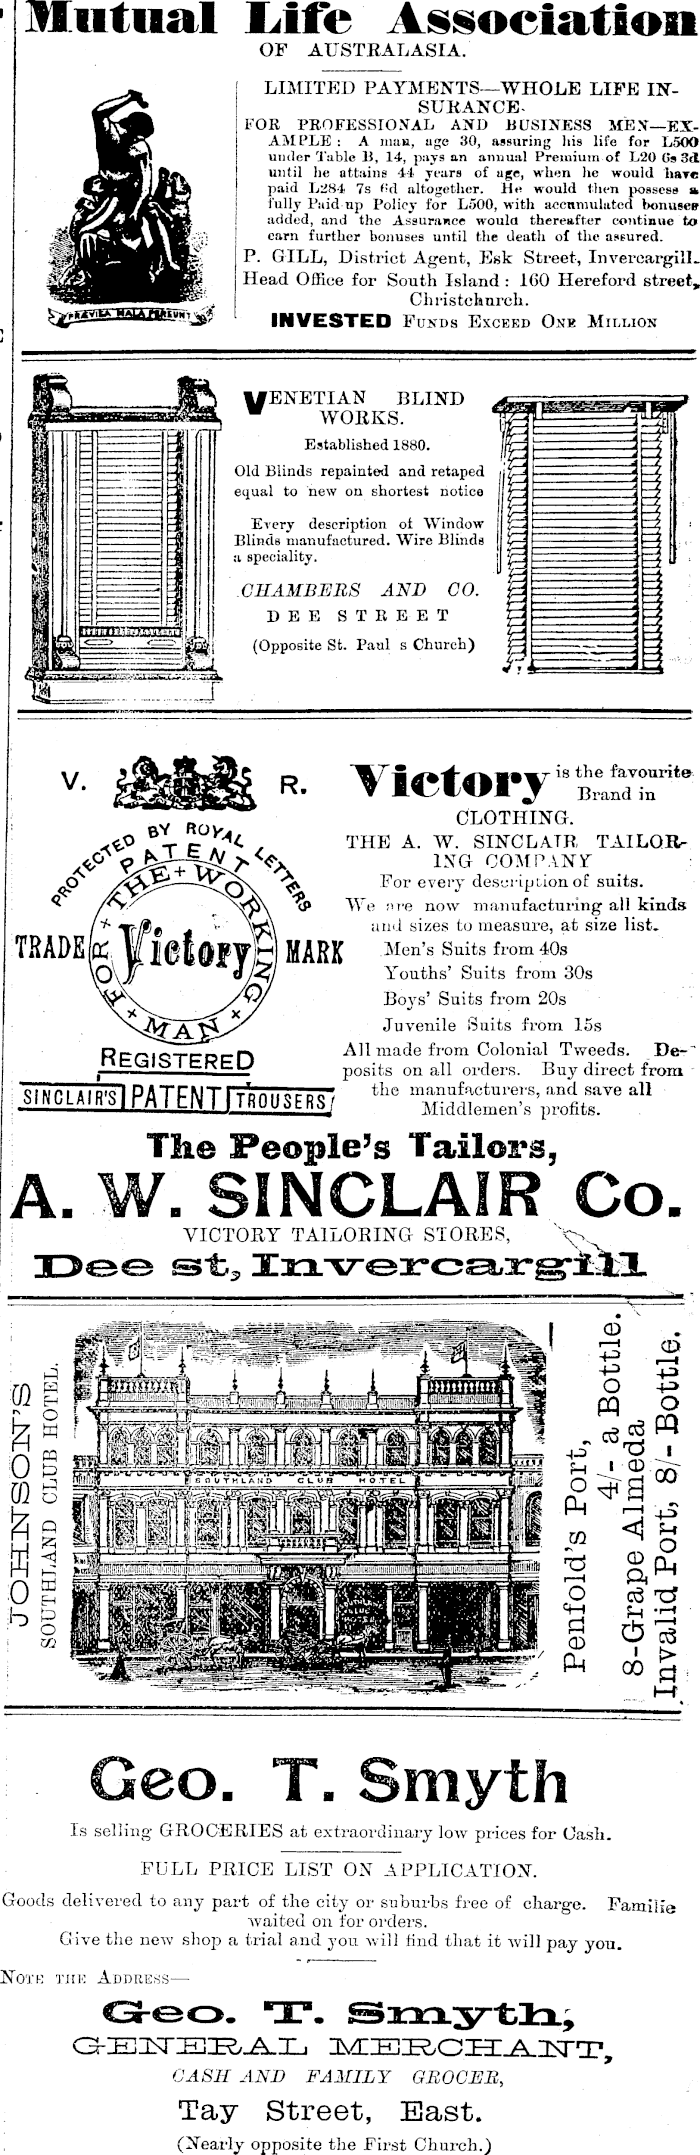 Mutual Life Association
OF AUSTRALASIA.
LIMITED PAYMENTS—WHOLE LIFE IN-
SURANCE.
FOR PROFESSIONAL AND BUSINESS MEN—EX-
AMPLE: A man, age 30, assuring his life for L500
under Table B, 14, pays an annual Premium of L20 6s 3d
until he attains 44 years of age, when he would have
paid L284 7s 6d altogether. He would then possess a
fully Paid-up Policy for L500, with accumulated bonuses
added, and the Assurance would thereafter continue to
earn further bonuses until the death of the assured.
P. GILL, District Agent, Esk Street, Invercargill.
Head Office for South Island: 160 Hereford street,
Christchurch.
INVESTED FUNDS EXCEED ONE MILLION
VENETIAN BLIND
WORKS.
Established 1880.
Old Blinds repainted and retaped
equal to new on shortest notice
Every description of Window
Blinds manufactured. Wire Blinds
a speciality.
CHAMBERS AND CO.
DEE STREET
(Opposite St. Paul s Church)
V. R.
PROTECTED BY ROYAL LETTERS
PATENT
FOR + THE + WORKING + MAN +
TRADE Victory MARK
REGISTERED
SINCLAIR'S PATENT TROUSERS
Victory is the favourite
Brand in
CLOTHING.
THE A. W. SINCLAIR TAILOR-
ING COMPANY
For every description of suits.
We are now manufacturing all kinds
and sizes to measure, at size list.
Men's Suits from 40s
Youths' Suits from 30s
Boys' Suits from 20s
Juvenile Suits from 15s
All made from Colonial Tweeds. De-
posits on all orders. Buy direct from
the manufacturers, and save all
Middlemen's profits.
The People's Tailors,
A. W. SINCLAIR Co.
VICTORY TAILORING STORES,
Dee st, Invercargill
JOHNSON'S
SOUTHLAND CLUB HOTEL.
SOUTHLAND CLUB HOTEL
Penfold's Port,
4/- a Bottle.
8-Grape Almeda
Invalid Port, 8/- Bottle.
Geo. T. Smyth
Is selling GROCERIES at extraordinary low prices for Cash.
FULL PRICE LIST ON APPLICATION.
Goods delivered to any part of the city or suburbs free of charge. Familie
waited on for orders.
Give the new shop a trial and you will find that it will pay you.
NOTE THE ADDRESS—
Geo. T. Smyth,
GENERAL MERCHANT,
CASH AND FAMILY GROCER,
Tay Street, East.
(Nearly opposite the First Church.)